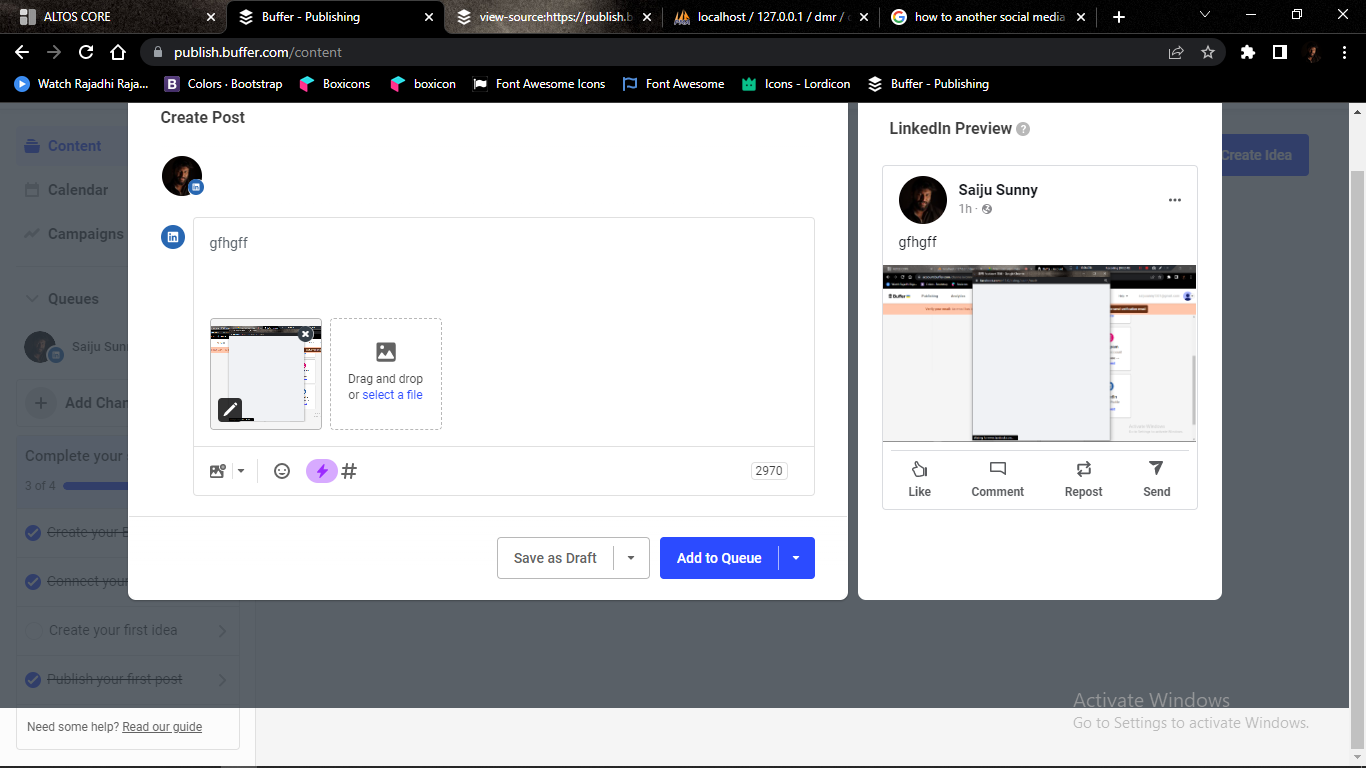 ALTOS CORE
Buffer - Publishing
view-source:https://publish.b
localhost / 127.0.0.1 / dmr /
how to another social media
publish.buffer.com/content
Watch Rajadhi Raja...
Colors · Bootstrap
Boxicons
boxicon
Font Awesome Icons
Font Awesome
Icons - Lordicon
Buffer - Publishing
Content
Calendar
Campaigns
Queues
Saiju Sun
Add Chan
Complete your
3 of 4
Create your B
Connect your
Create your first idea
Publish your first post
Need some help? Read our guide
Create Post
gfhgff
Drag and drop
or select a file
#
2970
Save as Draft
Add to Queue
LinkedIn Preview ?
Saiju Sunny
1h ·
gfhgff
Buffer
Publishing
Analytics
Like
Comment
Repost
Send
Create Idea
Activate Windows
Go to Settings to activate Windows.